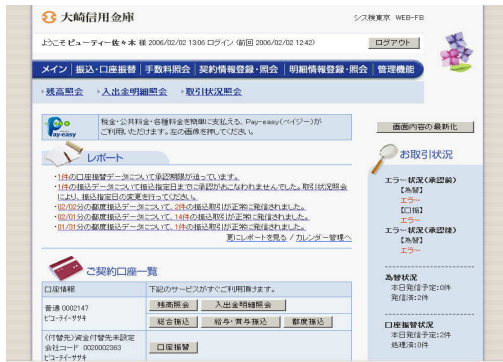 大崎信用金庫
シス検東京 WEB-FB
ようこそ ビューティー佐々木 様 2006/02/02 13:06 ログイン (前回 2006/02/02 12:42)
ログアウト
メイン | 振込・口座振替 | 手数料照会 | 契約情報登録・照会 | 明細情報登録・照会 | 管理機能
残高照会 入出金明細照会 取引状況照会
Pay-easy
税金・公共料金・各種料金を簡単に支払える、Pay-easy(ペイジー)が
ご利用いただけます。左の画像を押してください。
画面内容の最新化
レポート
・1件の口座振替データについて承認期限が迫っています。
・1件の振込データについて振込指定日までに承認がおこなわれませんでした。取引状況照会
により、振込指定日の変更を行ってください。
・02/02分の都度振込データについて、2件の振込取引が正常に発信されました。
・02/01分の都度振込データについて、14件の振込取引が正常に発信されました。
・01/31分の都度振込データについて、1件の振込取引が正常に発信されました。
更にレポートを見る / カレンダー管理へ
お取引状況
エラー状況(承認前)
【為替】
エラー
【口振】
エラー
エラー状況(承認後)
【為替】
エラー
為替状況
本日発信予定:0件
発信済:2件
口座振替状況
本日発信予定:2件
処理済:0件
ご契約口座一覧
口座情報 下記のサービスがすぐご利用頂けます。
普通 0002147
ビユーテイーササキ
残高照会 入出金明細照会
総合振込 給与・賞与振込 都度振込
(付替先)資金付替先未設定
会社コード 0020002363
ビユーテイーササキ
口座振替